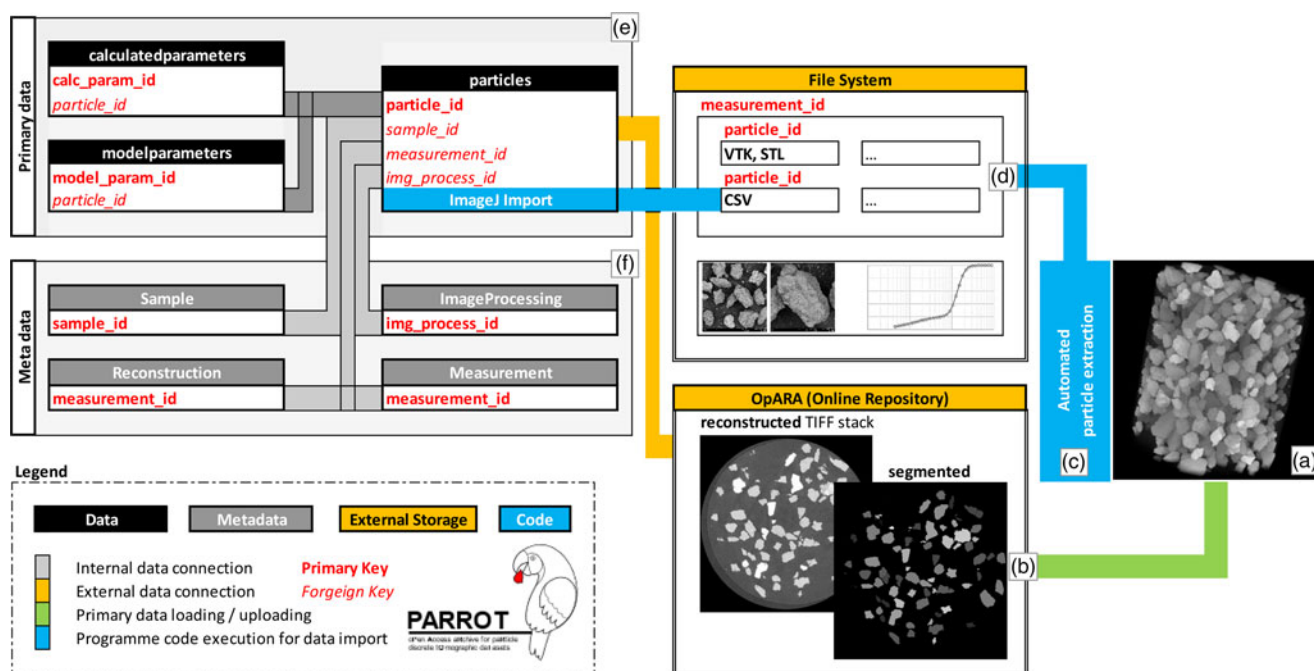 Primary data
(e)
calculatedparameters
calc_param_id
particle_id
modelparameters
model_param_id
particle_id
particles
particle_id
sample_id
measurement_id
img_process_id
ImageJ Import
Meta data
(f)
Sample
sample_id
ImageProcessing
img_process_id
Reconstruction
measurement_id
Measurement
measurement_id
File System
measurement_id
particle_id
VTK, STL
...
particle_id
CSV
...
(d)
Automated
particle extraction
(c)
(a)
OpARA (Online Repository)
reconstructed TIFF stack
segmented
(b)
Legend
Data
Metadata
External Storage
Code
Internal data connection
Primary Key
External data connection
Forgeign Key
Primary data loading / uploading
Programme code execution for data import
PARROT